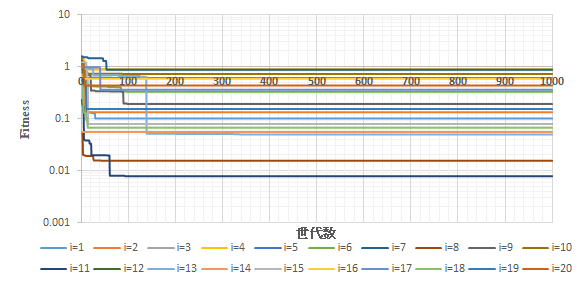 10
1
0 100 200 300 400 500 600 700 800 900 1000
0.1
0.01
0.001
Fitness
世代数
i=1 i=2 i=3 i=4 i=5 i=6 i=7 i=8 i=9 i=10
i=11 i=12 i=13 i=14 i=15 i=16 i=17 i=18 i=19 i=20